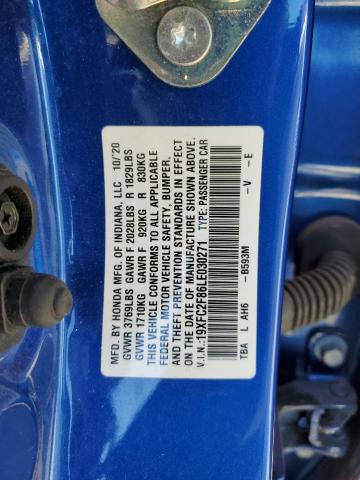 MFD. BY HONDA MFG. OF INDIANA, LLC 10/'20
GVWR 3769LBS GAWR F 2028LBS R 1829LBS
GVWR 1710KG GAWR F 920KG R 830KG
THIS VEHICLE CONFORMS TO ALL APPLICABLE
FEDERAL MOTOR VEHICLE SAFETY, BUMPER,
AND THEFT PREVENTION STANDARDS IN EFFECT
ON THE DATE OF MANUFACTURE SHOWN ABOVE.
V.I.N.:19XFC2F86LE030271 TYPE: PASSENGER CAR
TBA L AH6 -B593M -V -E